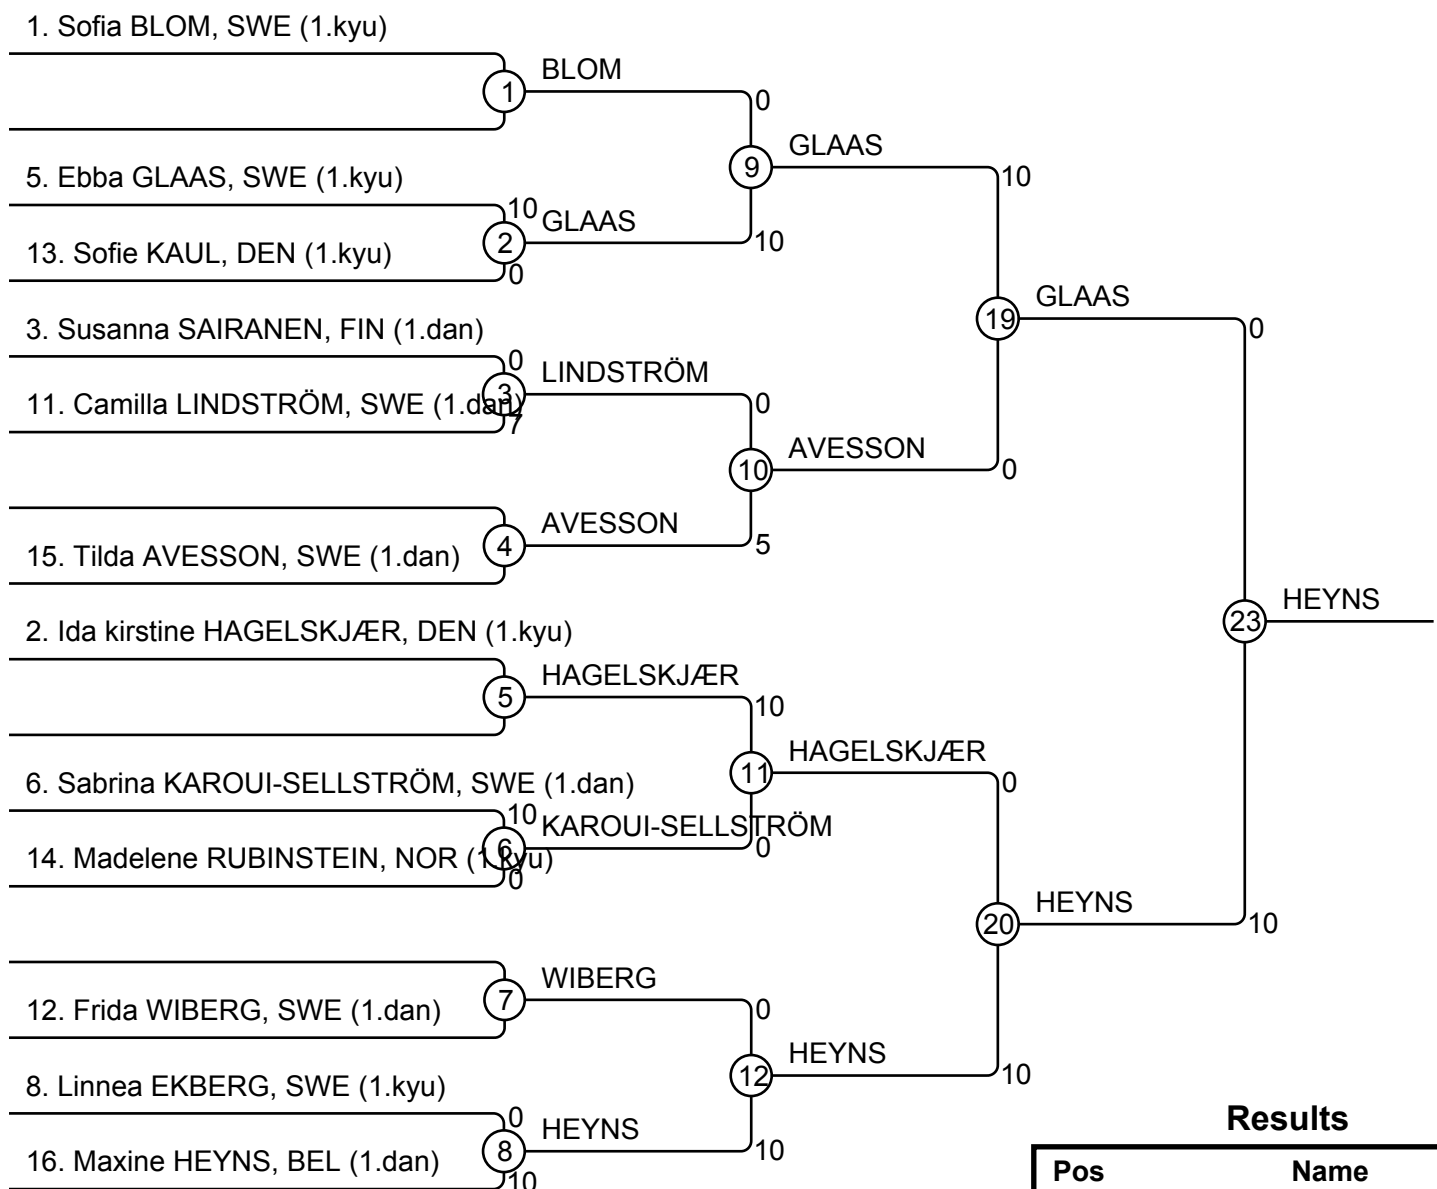 1. Sofia BLOM, SWE (1.kyu)
BLOM
1
0
GLAAS
9
5. Ebba GLAAS, SWE (1.kyu)
10
10
GLAAS
2
10
13. Sofie KAUL, DEN (1.kyu)
0
GLAAS
19
0
3. Susanna SAIRANEN, FIN (1.dan)
0
LINDSTRÖM
3
0
11. Camilla LINDSTRÖM, SWE (1.dan)
7
AVESSON
10
0
AVESSON
4
5
15. Tilda AVESSON, SWE (1.dan)
HEYNS
23
2. Ida kirstine HAGELSKJÆR, DEN (1.kyu)
HAGELSKJÆR
5
10
HAGELSKJÆR
11
0
6. Sabrina KAROUI-SELLSTRÖM, SWE (1.dan)
10
KAROUI-SELLSTRÖM
6
0
14. Madelene RUBINSTEIN, NOR (1.kyu)
0
HEYNS
20
10
WIBERG
7
0
12. Frida WIBERG, SWE (1.dan)
HEYNS
12
10
8. Linnea EKBERG, SWE (1.kyu)
0
HEYNS
8
10
16. Maxine HEYNS, BEL (1.dan)
10
Results
Pos Name